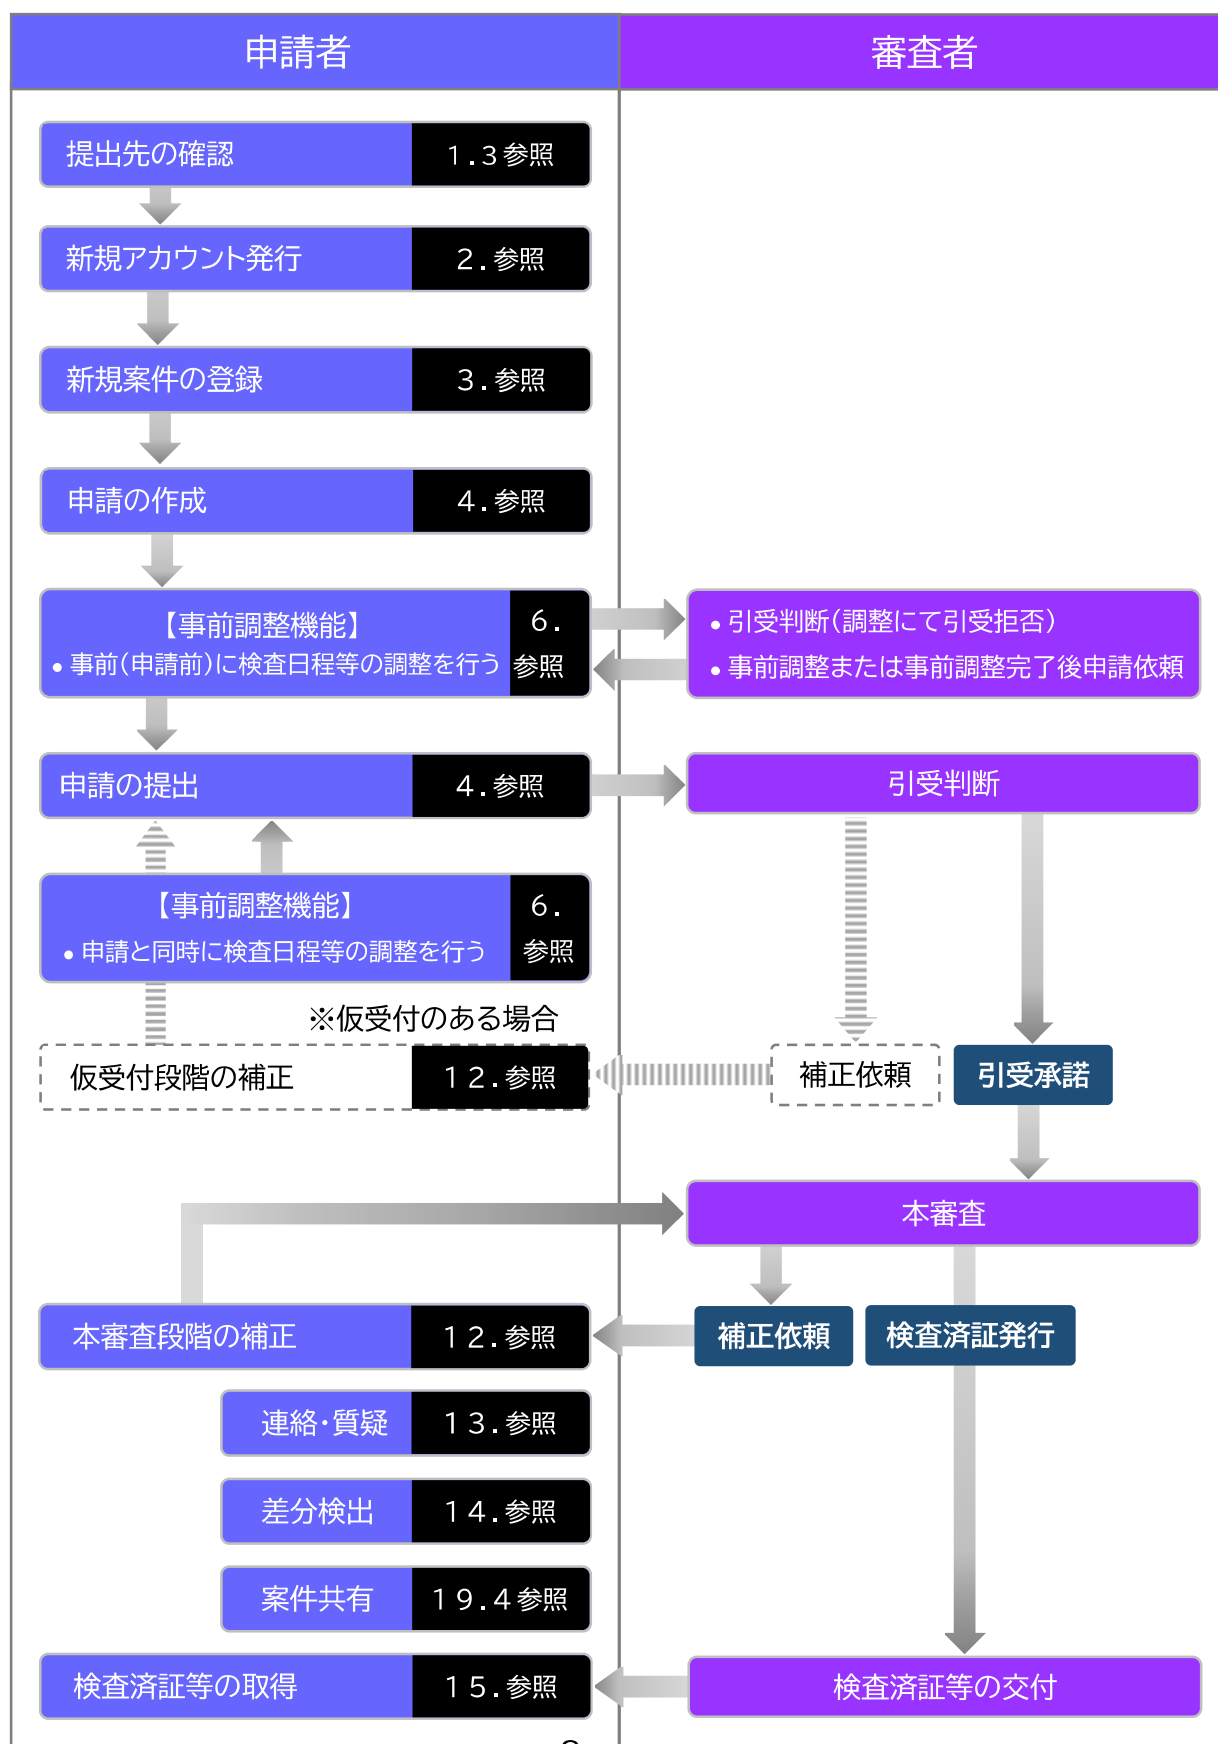 申請者
審査者
提出先の確認
１．３参照
新規アカウント発行
２．参照
新規案件の登録
３．参照
申請の作成
４．参照
【事前調整機能】
● 事前（申請前）に検査日程等の調整を行う
６．
参照
● 引受判断（調整にて引受拒否）
● 事前調整または事前調整完了後申請依頼
申請の提出
４．参照
引受判断
【事前調整機能】
● 申請と同時に検査日程等の調整を行う
６．
参照
※仮受付のある場合
仮受付段階の補正
１２．参照
補正依頼
引受承諾
本審査
本審査段階の補正
１２．参照
補正依頼
検査済証発行
連絡・質疑
１３．参照
差分検出
１４．参照
案件共有
１９．４参照
検査済証等の取得
１５．参照
検査済証等の交付